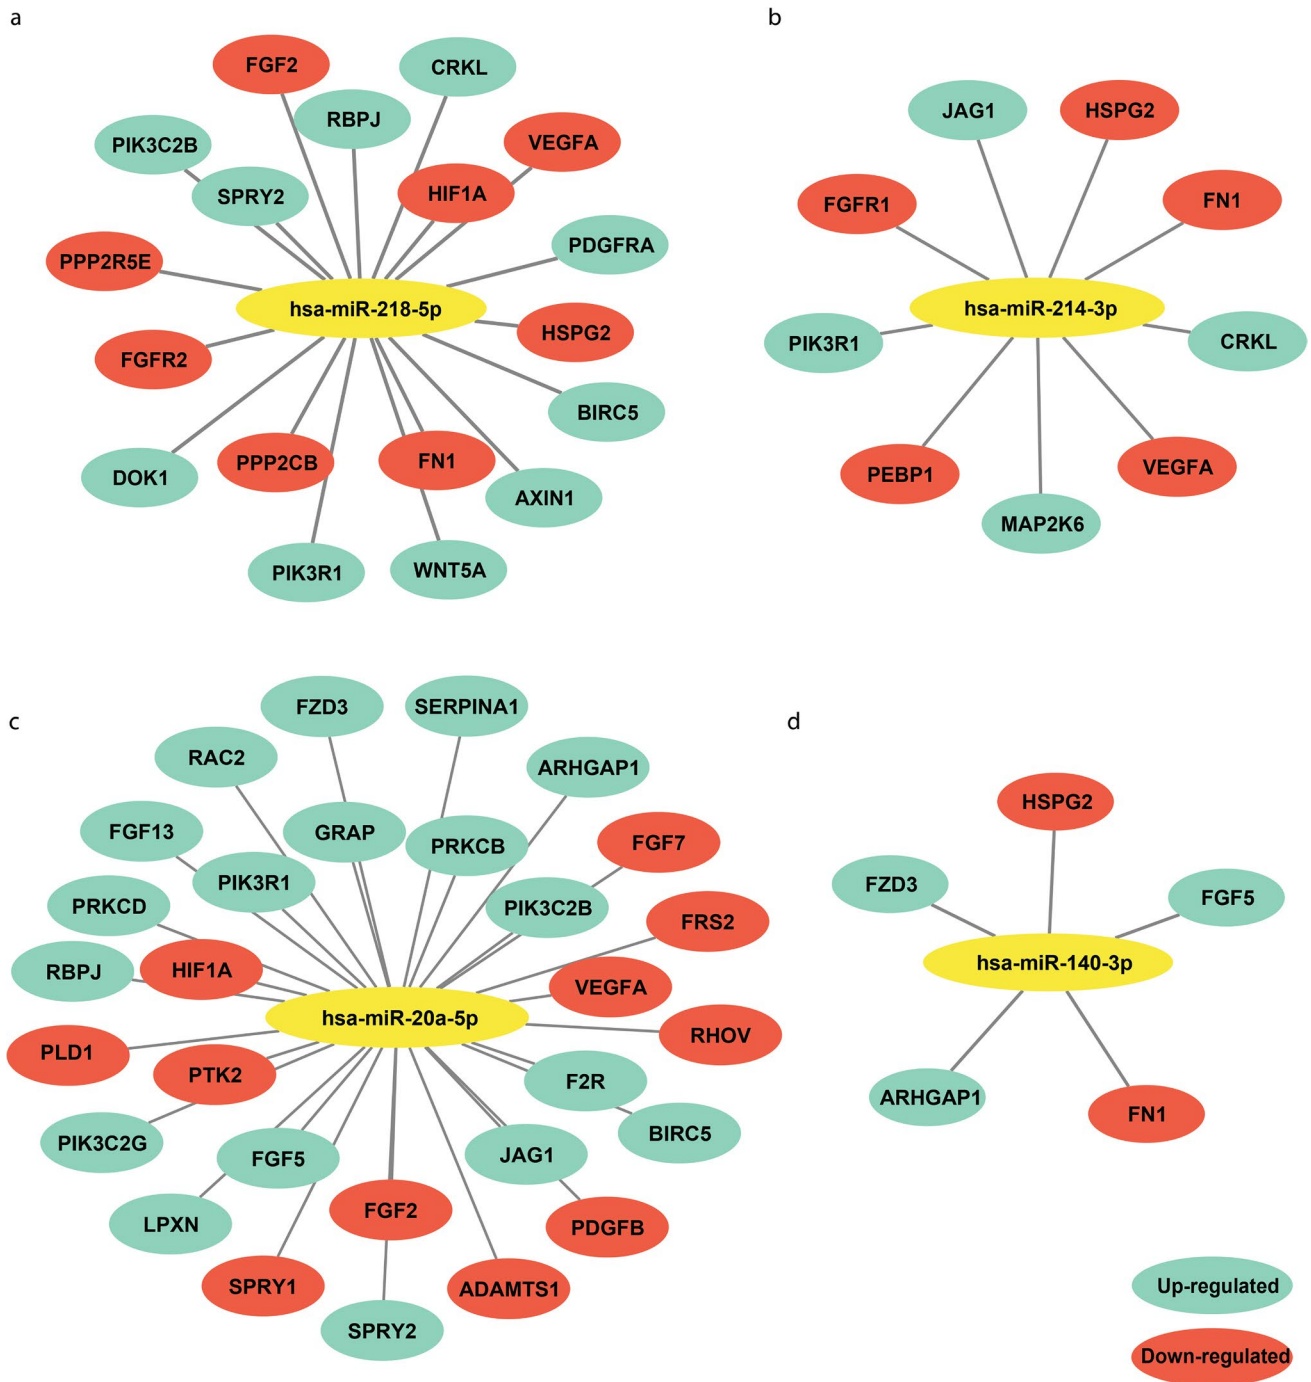 a
FGF2
CRKL
RBPJ
PIK3C2B
VEGFA
SPRY2
HIF1A
PDGFRA
PPP2R5E
hsa-miR-218-5p
HSPG2
FGFR2
BIRC5
PPP2CB
FN1
DOK1
AXIN1
PIK3R1
WNT5A
b
JAG1
HSPG2
FGFR1
FN1
hsa-miR-214-3p
PIK3R1
CRKL
PEBP1
VEGFA
MAP2K6
c
FZD3
SERPINA1
RAC2
ARHGAP1
FGF13
GRAP
PRKCB
FGF7
PIK3R1
PRKCD
PIK3C2B
FRS2
RBPJ
HIF1A
VEGFA
hsa-miR-20a-5p
RHOV
PLD1
PTK2
F2R
PIK3C2G
BIRC5
FGF5
JAG1
LPXN
FGF2
PDGFB
SPRY1
ADAMTS1
SPRY2
d
HSPG2
FZD3
FGF5
hsa-miR-140-3p
ARHGAP1
FN1
Up-regulated
Down-regulated